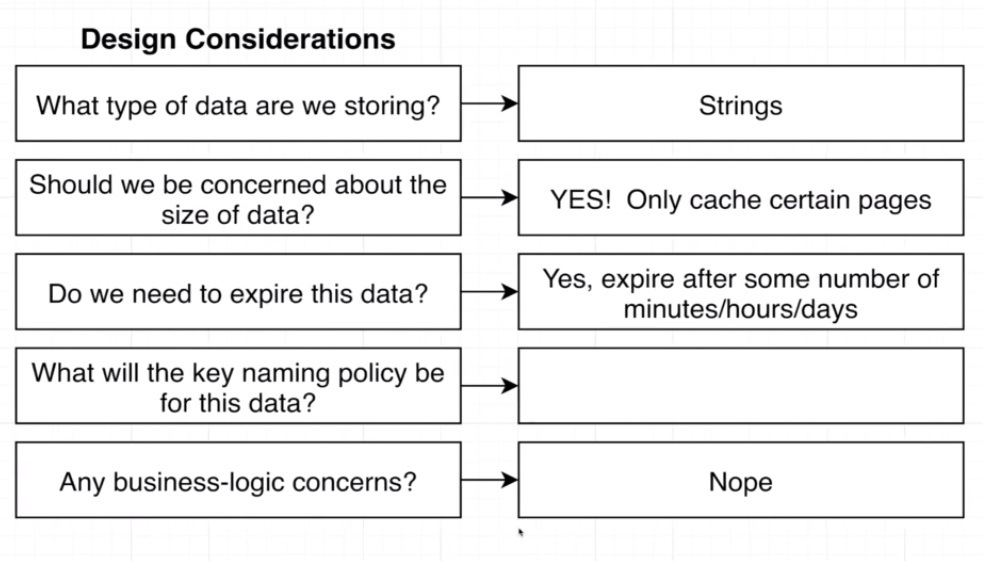 Design Considerations
What type of data are we storing?
Strings
Should we be concerned about the
size of data?
YES!  Only cache certain pages
Do we need to expire this data?
Yes, expire after some number of
minutes/hours/days
What will the key naming policy be
for this data?
Any business-logic concerns?
Nope